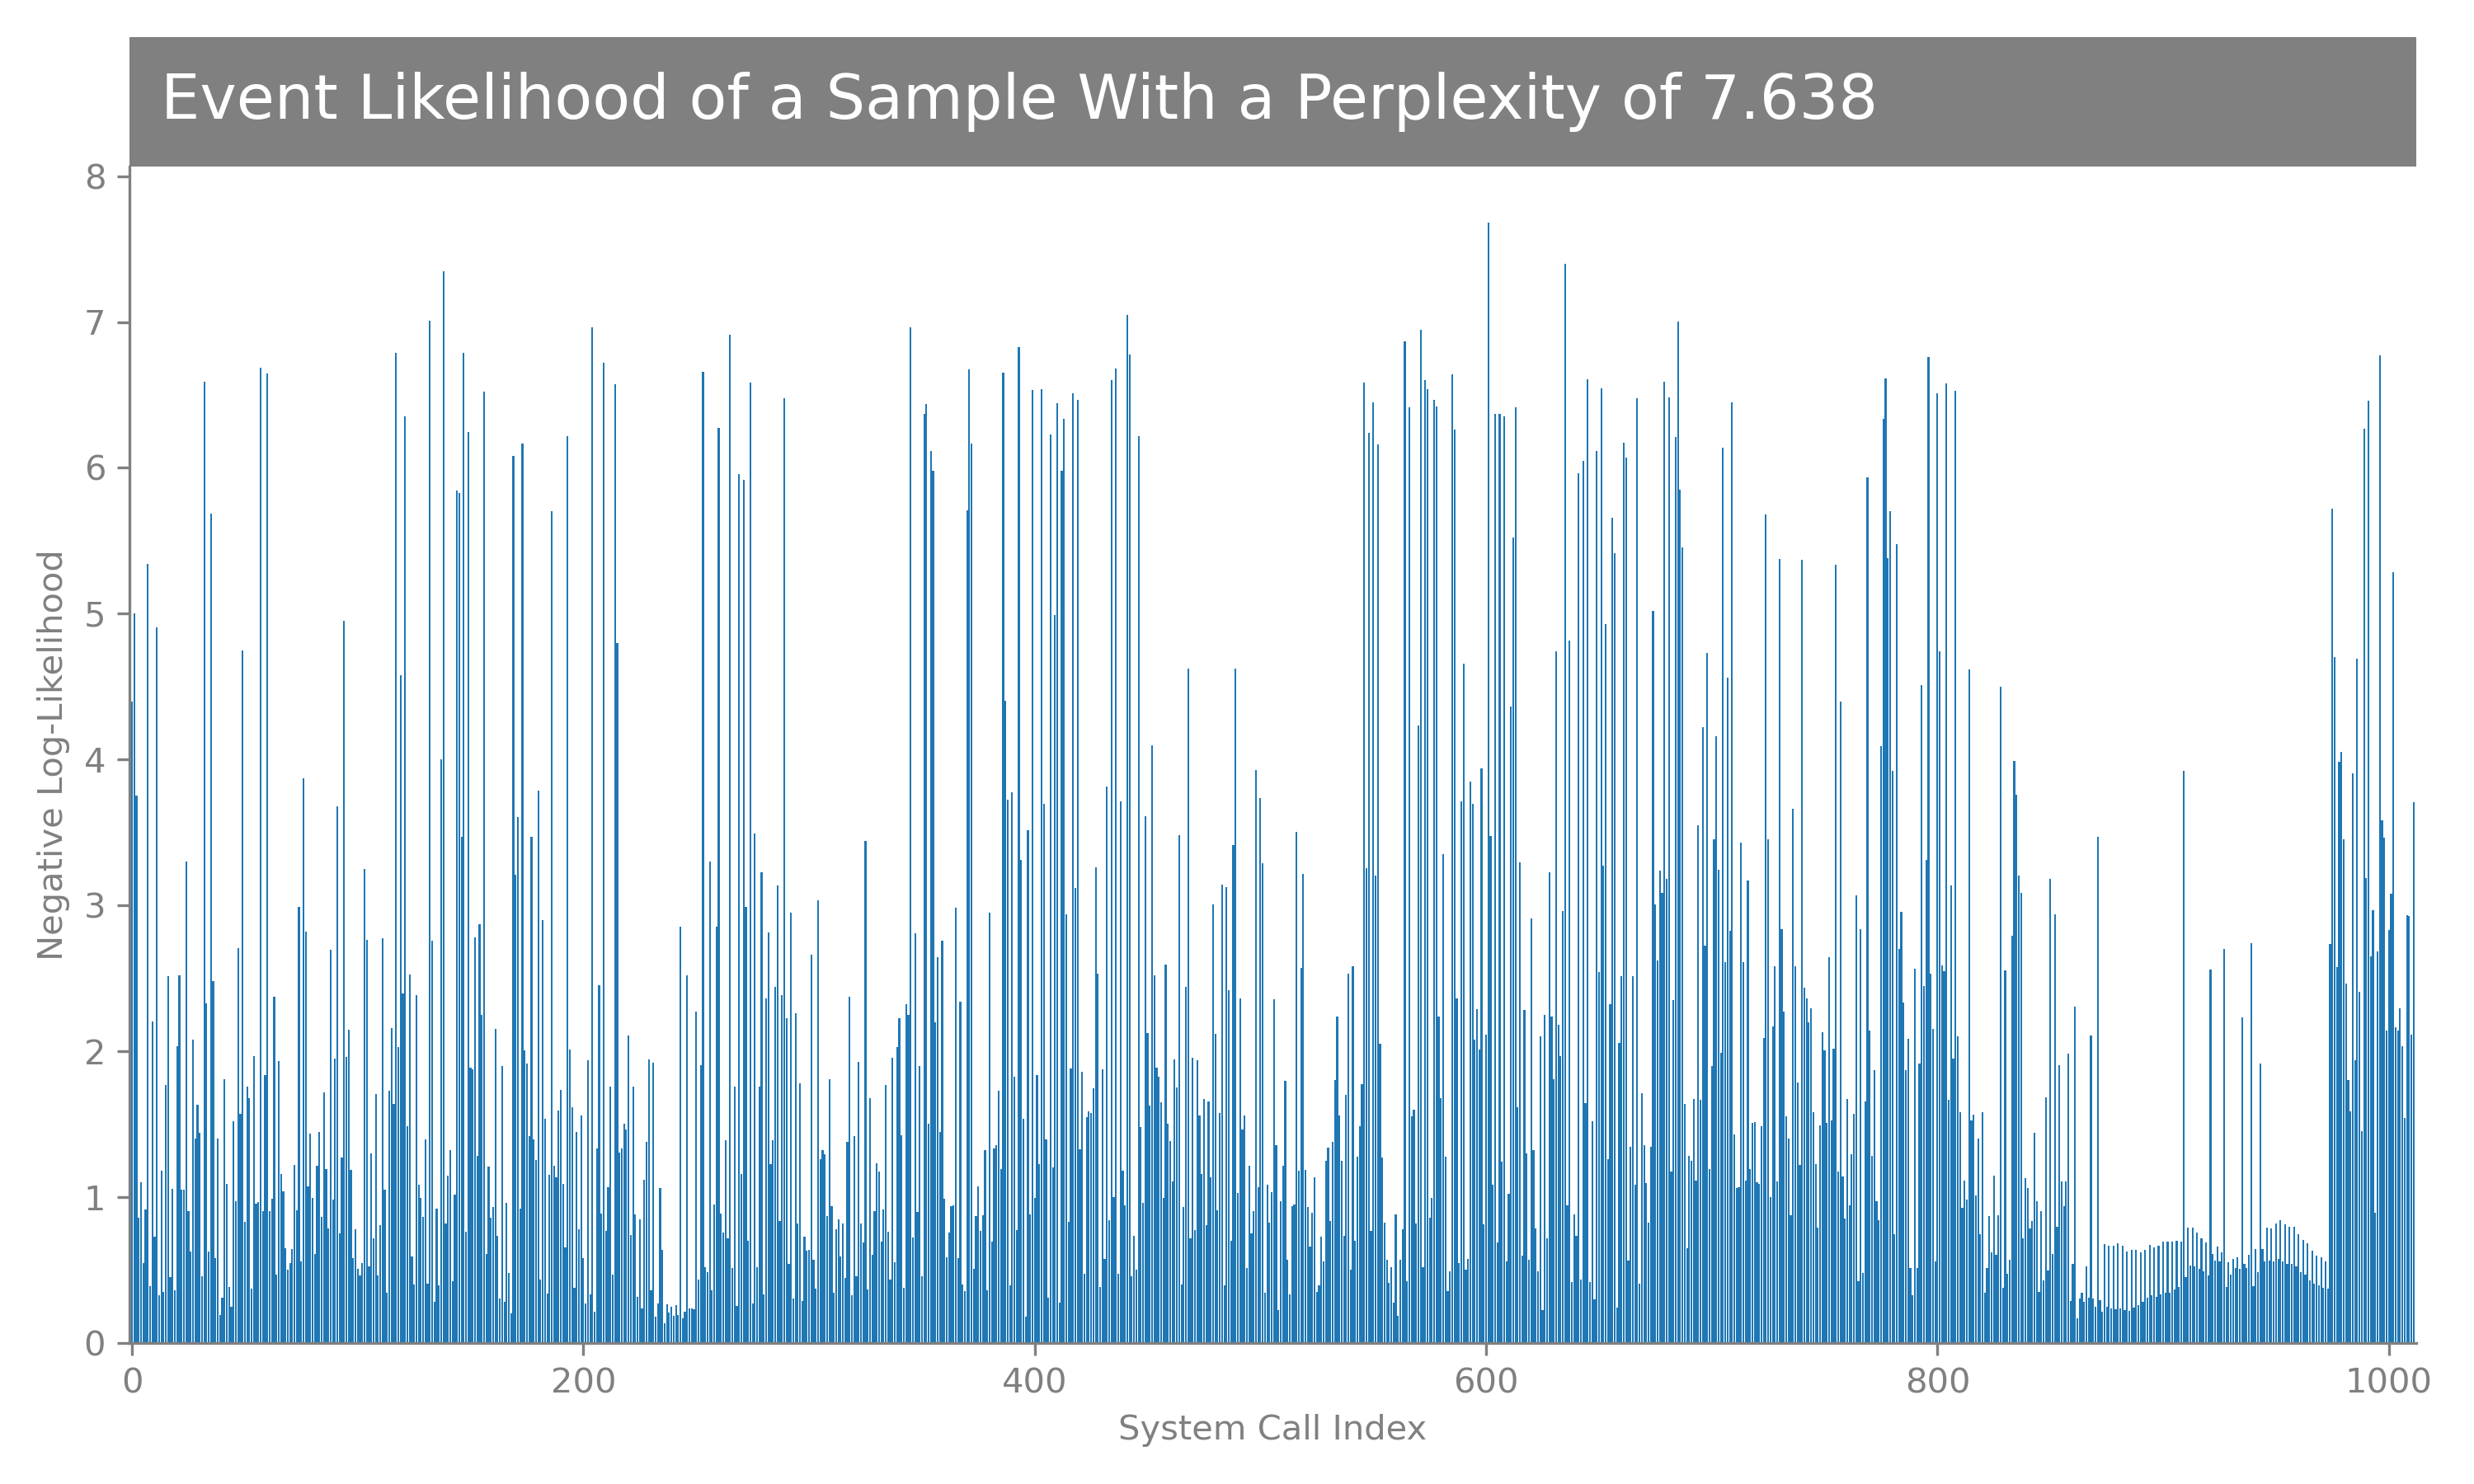 Event Likelihood of a Sample With a Perplexity of 7.638
8
7
6
5
4
3
2
1
0
Negative Log-Likelihood
0 200 400 600 800 1000
System Call Index